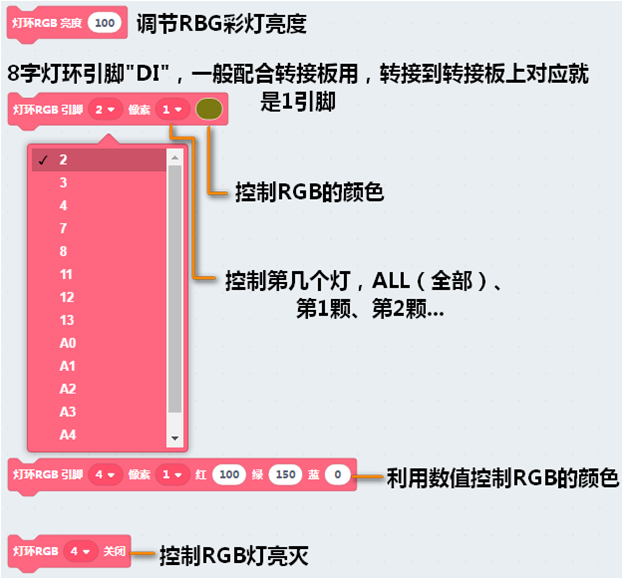 灯环RGB 亮度 100 调节RBG彩灯亮度
8字灯环引脚"DI"，一般配合转接板用，转接到转接板上对应就
是1引脚
灯环RGB 引脚 2 像素 1
✓ 2
3
4
7
8
11
12
13
A0
A1
A2
A3
A4
控制RGB的颜色
控制第几个灯，ALL（全部）、
第1颗、第2颗...
灯环RGB 引脚 4 像素 1 红 100 绿 150 蓝 0 利用数值控制RGB的颜色
灯环RGB 4 关闭 控制RGB灯亮灭